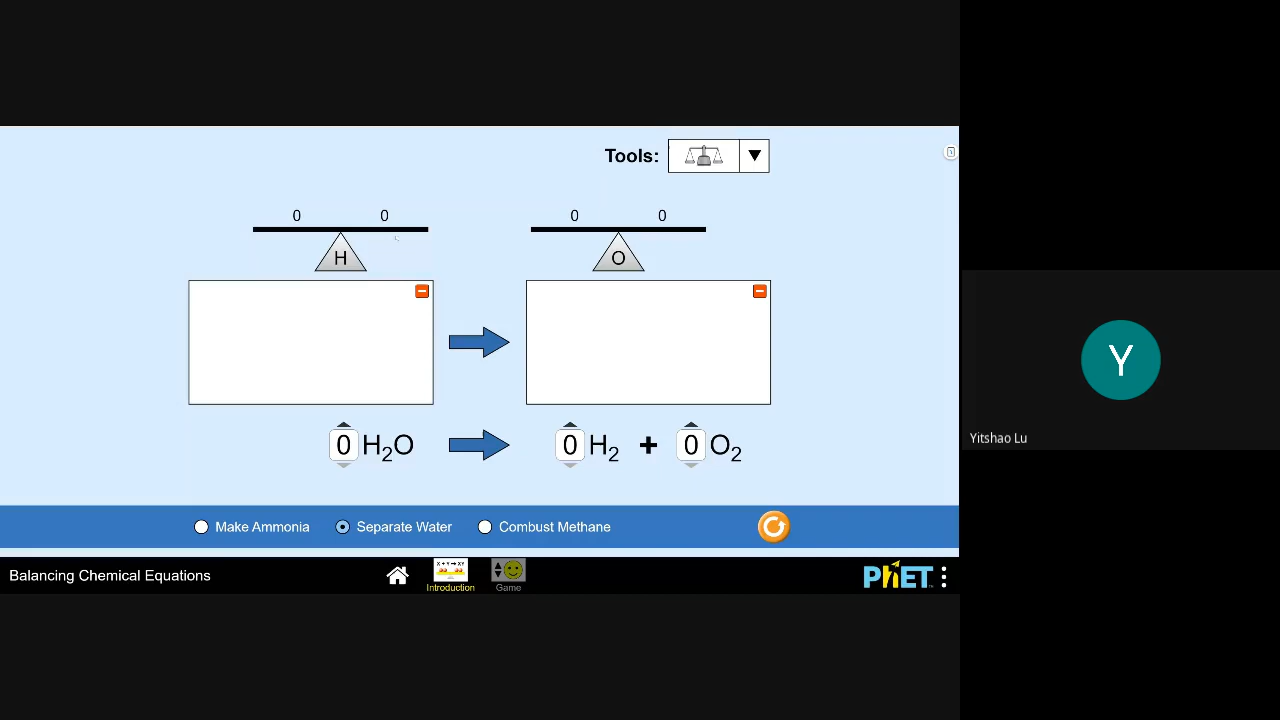 Tools:
0 0 0 0
H O
0 H₂O 0 H₂ + 0 O₂
Make Ammonia Separate Water Combust Methane
X + Y → XY
Balancing Chemical Equations Introduction Game PhET
Y
Yitshao Lu